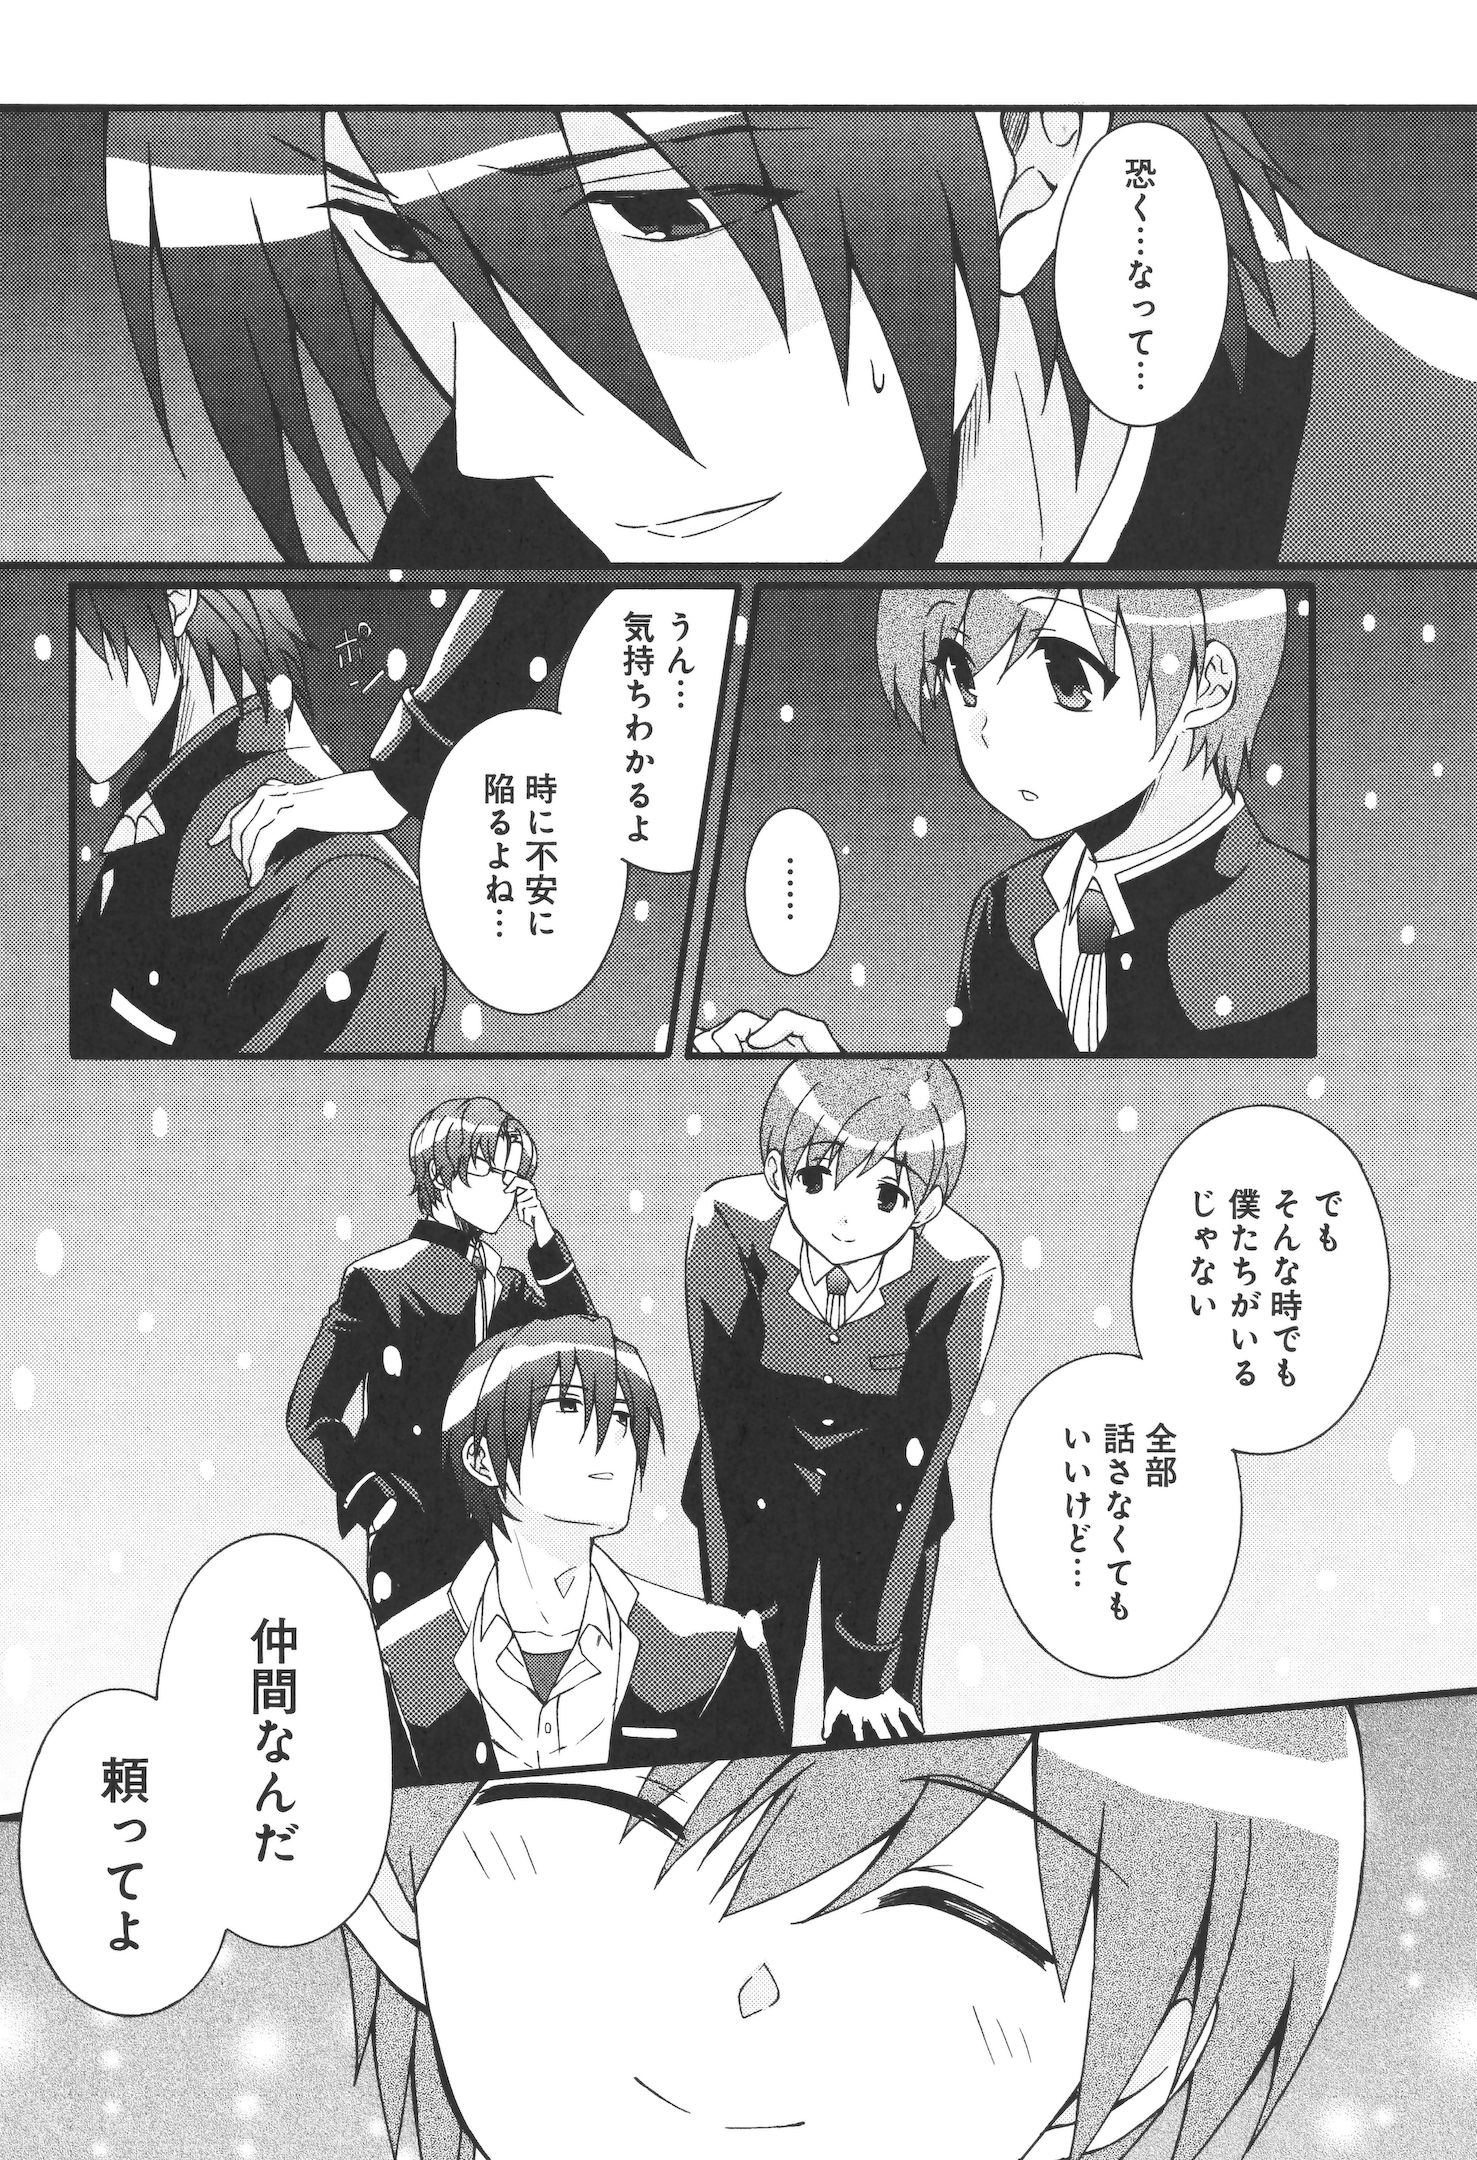 恐く…なって…
……
うん…
気持ちわかるよ
時に不安に
陥るよね…
ポン
でも
そんな時でも
僕たちがいる
じゃない
全部
話さなくても
いいけど…
仲間なんだ
頼ってよ